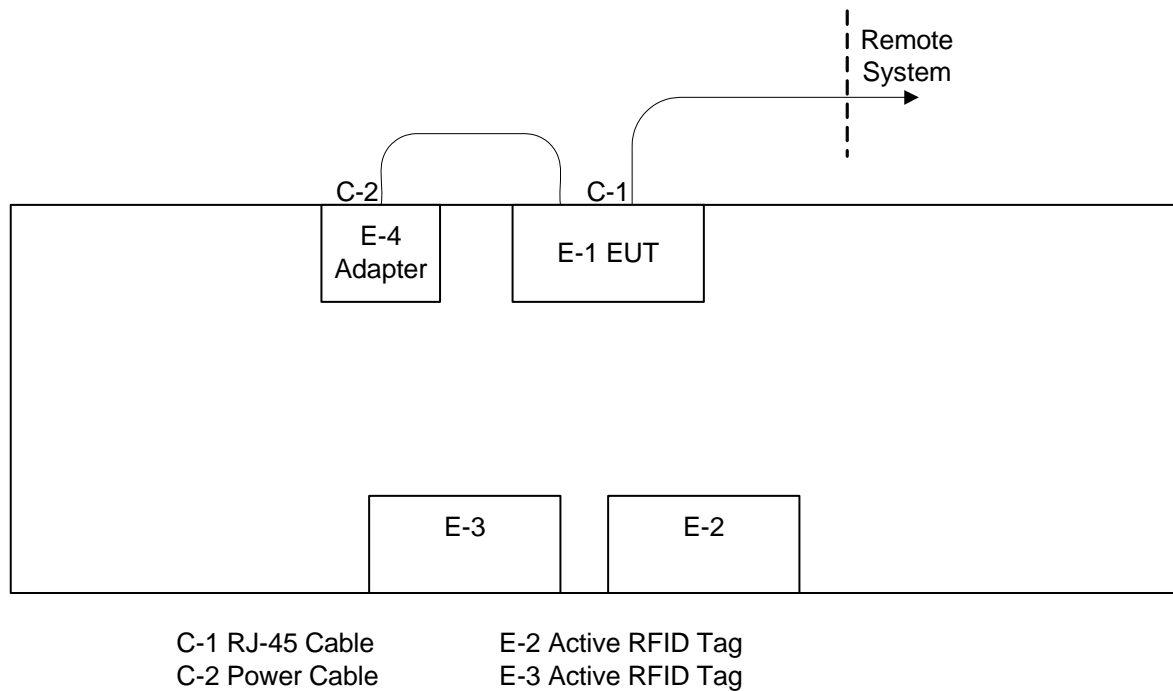 Remote
System
C-2
C-1
E-4
Adapter
E-1 EUT
E-3
E-2
C-1 RJ-45 Cable
C-2 Power Cable
E-2 Active RFID Tag
E-3 Active RFID Tag